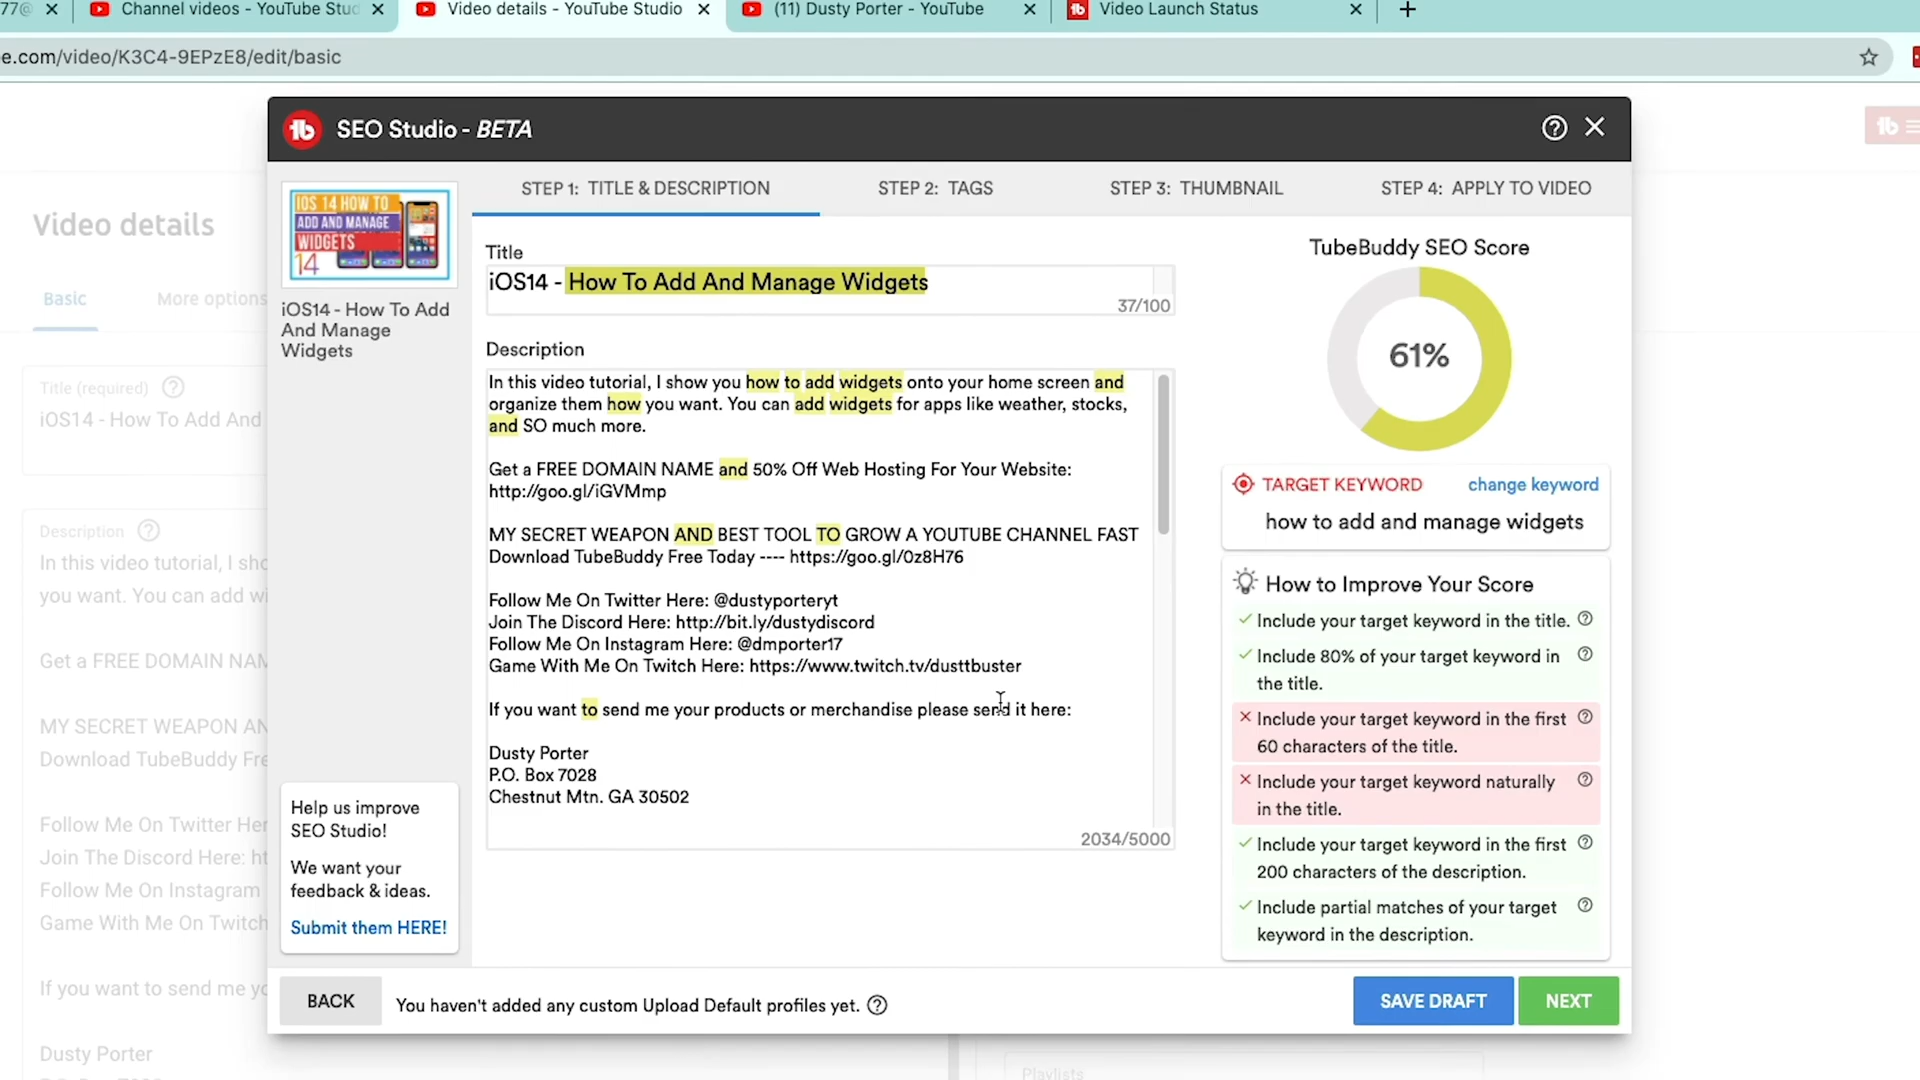 77@
Channel videos - YouTube Stud
Video details - YouTube Studio
(11) Dusty Porter - YouTube
Video Launch Status
e.com/video/K3C4-9EPzE8/edit/basic
SEO Studio - BETA
STEP 1: TITLE & DESCRIPTION
STEP 2: TAGS
STEP 3: THUMBNAIL
STEP 4: APPLY TO VIDEO
IOS 14 HOW TO
ADD AND MANAGE
WIDGETS
14
iOS14 - How To Add
And Manage
Widgets
Help us improve
SEO Studio!
We want your
feedback & ideas.
Submit them HERE!
Title
iOS14 - How To Add And Manage Widgets
37/100
Description
In this video tutorial, I show you how to add widgets onto your home screen and
organize them how you want. You can add widgets for apps like weather, stocks,
and SO much more.
Get a FREE DOMAIN NAME and 50% Off Web Hosting For Your Website:
http://goo.gl/iGVMmp
MY SECRET WEAPON AND BEST TOOL TO GROW A YOUTUBE CHANNEL FAST
Download TubeBuddy Free Today ---- https://goo.gl/0z8H76
Follow Me On Twitter Here: @dustyporteryt
Join The Discord Here: http://bit.ly/dustydiscord
Follow Me On Instagram Here: @dmporter17
Game With Me On Twitch Here: https://www.twitch.tv/dusttbuster
If you want to send me your products or merchandise please send it here:
Dusty Porter
P.O. Box 7028
Chestnut Mtn. GA 30502
2034/5000
TubeBuddy SEO Score
61%
TARGET KEYWORD
change keyword
how to add and manage widgets
How to Improve Your Score
Include your target keyword in the title.
Include 80% of your target keyword in
the title.
Include your target keyword in the first
60 characters of the title.
Include your target keyword naturally
in the title.
Include your target keyword in the first
200 characters of the description.
Include partial matches of your target
keyword in the description.
BACK
You haven't added any custom Upload Default profiles yet.
SAVE DRAFT
NEXT
Video details
Basic
More options
Title (required)
iOS14 - How To Add And
Description
In this video tutorial, I sho
you want. You can add wi
Get a FREE DOMAIN NAM
MY SECRET WEAPON AN
Download TubeBuddy Fre
Follow Me On Twitter Her
Join The Discord Here: ht
Follow Me On Instagram
Game With Me On Twitch
If you want to send me yo
Dusty Porter
Playlists